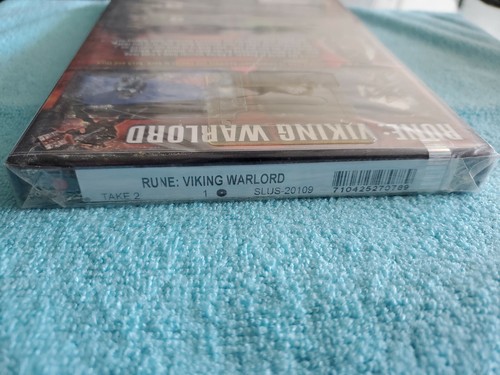 RUNE: VIKING WARLORD
RUNE: VIKING WARLORD
TAKE 2 1 SLUS-20109
710425270789